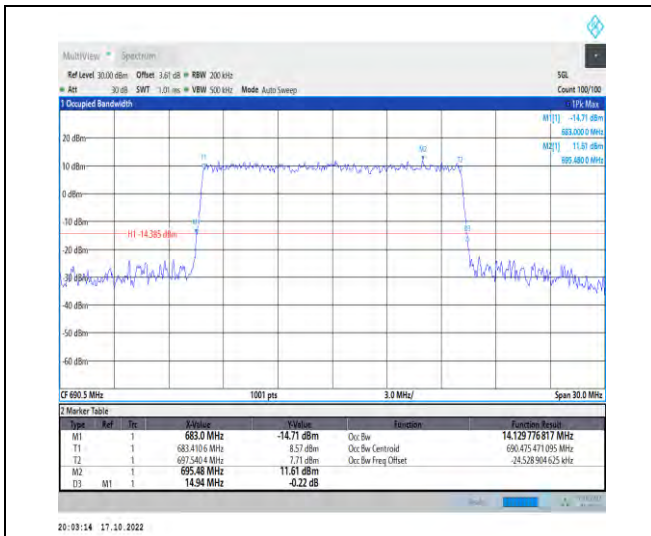 MultiView Spectrum
Ref Level 30.00 dBm Offset 3.61 dB RBW 200 kHz SGL
Att 30 dB SWT 1.01 ms VBW 500 kHz Mode Auto Sweep Count 100/100
1 Occupied Bandwidth 1Pk Max
M1[1] -14.71 dBm
683.000 0 MHz
M2[1] 11.61 dBm
695.480 0 MHz
20 dBm
M2
T1 T2
10 dBm
0 dBm
-10 dBm
H1 -14.385 dBm
-20 dBm
-30 dBm
-40 dBm
-50 dBm
-60 dBm
CF 690.5 MHz 1001 pts 3.0 MHz/ Span 30.0 MHz
2 Marker Table
Type Ref Trc X-Value Y-Value Function Function Result
M1 1 683.0 MHz -14.71 dBm Occ Bw 14.129 776 817 MHz
T1 1 683.410 6 MHz 8.57 dBm Occ Bw Centroid 690.475 471 095 MHz
T2 1 697.540 4 MHz 7.71 dBm Occ Bw Freq Offset -24.528 904 625 kHz
M2 1 695.48 MHz 11.61 dBm
D3 M1 1 14.94 MHz -0.22 dB
20:03:14 17.10.2022